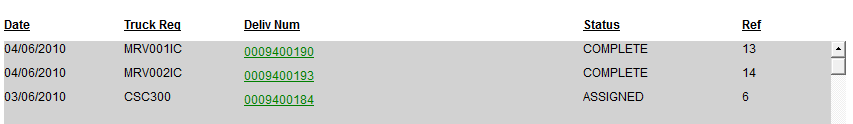 Date Truck Req Deliv Num Status Ref
04/06/2010 MRV001IC 0009400190 COMPLETE 13
04/06/2010 MRV002IC 0009400193 COMPLETE 14
03/06/2010 CSC300 0009400184 ASSIGNED 6